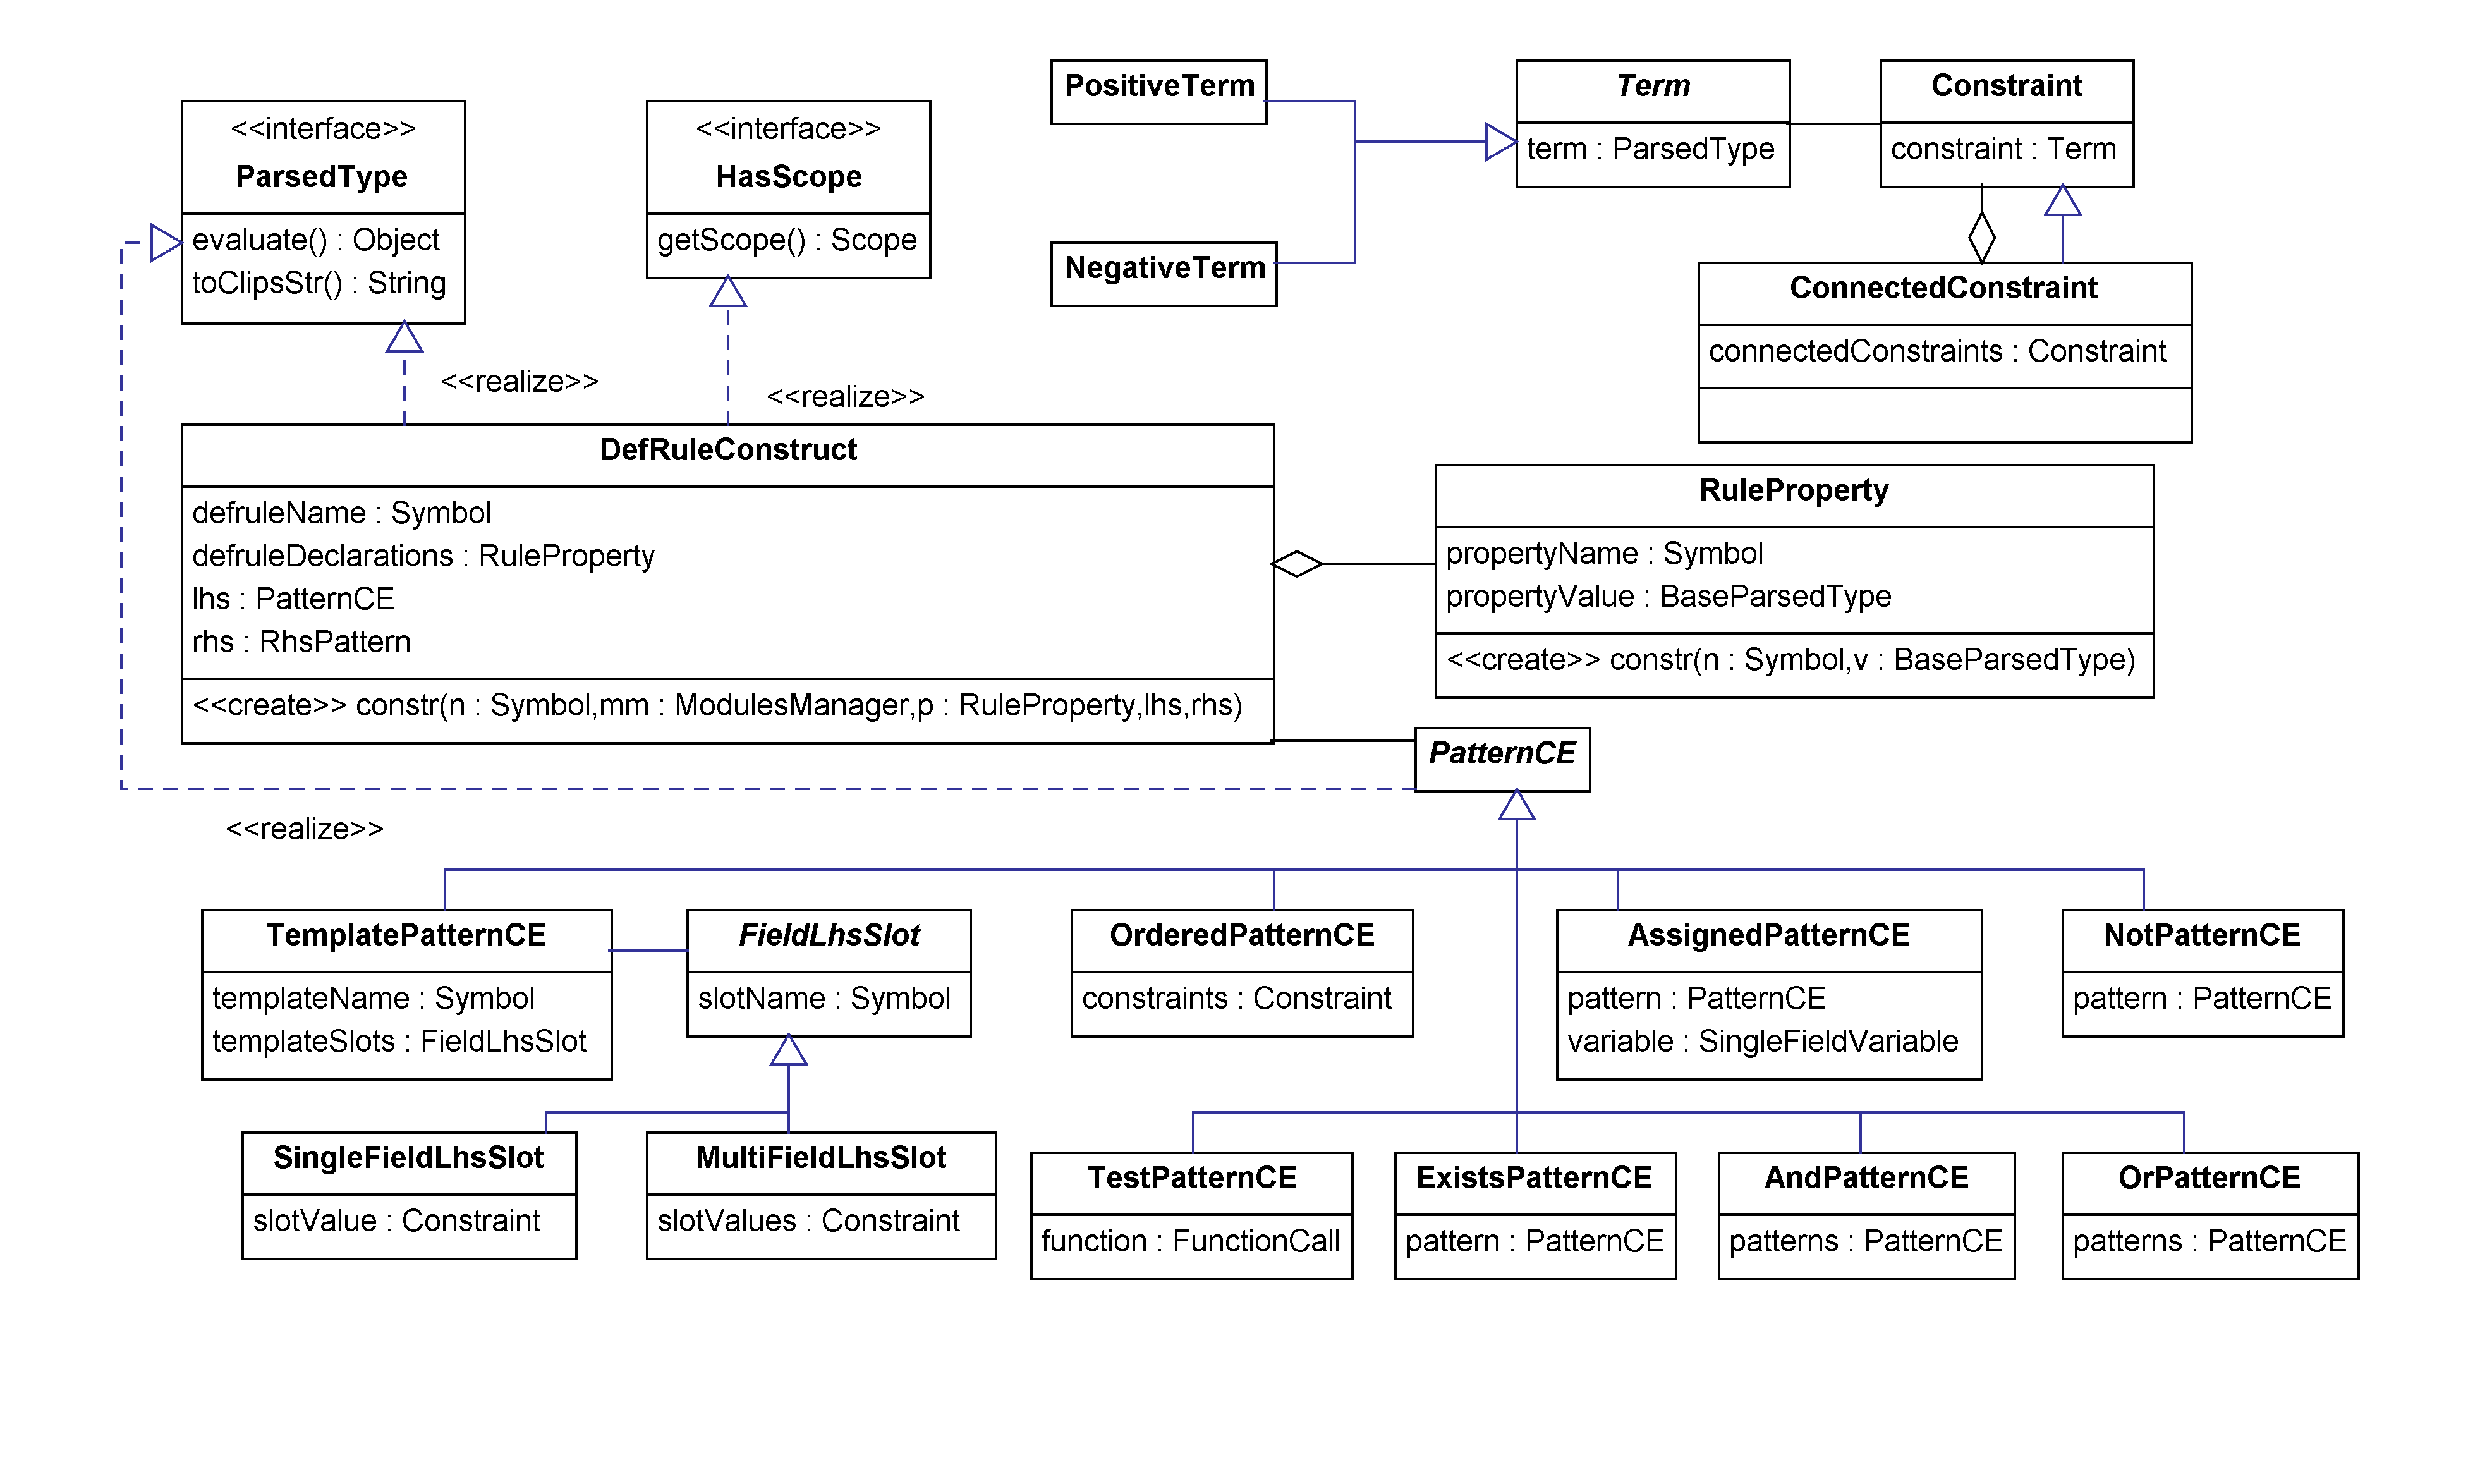 <<interface>>
ParsedType
evaluate() : Object
toClipsStr() : String
<<interface>>
HasScope
getScope() : Scope
PositiveTerm
NegativeTerm
Term
term : ParsedType
Constraint
constraint : Term
ConnectedConstraint
connectedConstraints : Constraint
<<realize>>
<<realize>>
DefRuleConstruct
defruleName : Symbol
defruleDeclarations : RuleProperty
lhs : PatternCE
rhs : RhsPattern
<<create>> constr(n : Symbol,mm : ModulesManager,p : RuleProperty,lhs,rhs)
RuleProperty
propertyName : Symbol
propertyValue : BaseParsedType
<<create>> constr(n : Symbol,v : BaseParsedType)
PatternCE
<<realize>>
TemplatePatternCE
templateName : Symbol
templateSlots : FieldLhsSlot
FieldLhsSlot
slotName : Symbol
OrderedPatternCE
constraints : Constraint
AssignedPatternCE
pattern : PatternCE
variable : SingleFieldVariable
NotPatternCE
pattern : PatternCE
SingleFieldLhsSlot
slotValue : Constraint
MultiFieldLhsSlot
slotValues : Constraint
TestPatternCE
function : FunctionCall
ExistsPatternCE
pattern : PatternCE
AndPatternCE
patterns : PatternCE
OrPatternCE
patterns : PatternCE